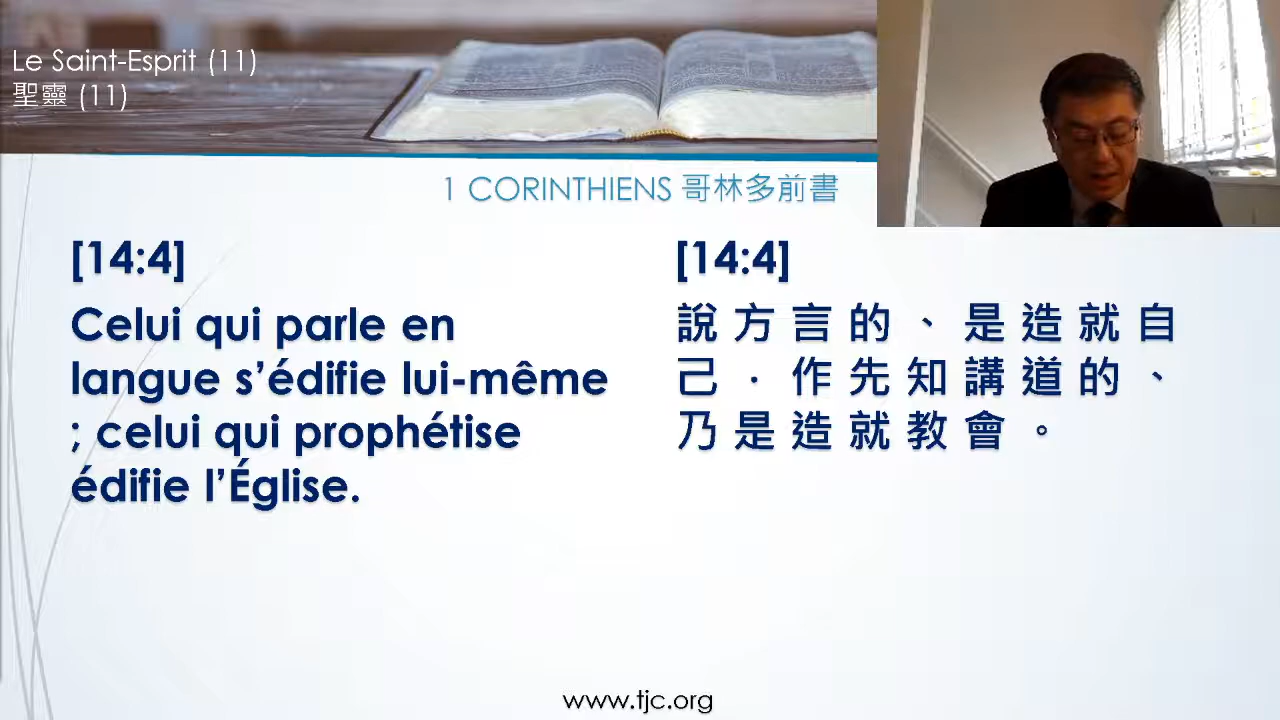 Le Saint-Esprit (11)
聖靈 (11)
1 CORINTHIENS 哥林多前書
[14:4]
Celui qui parle en
langue s’édifie lui-même
; celui qui prophétise
édifie l’Église.
[14:4]
說方言的、是造就自
己．作先知講道的、
乃是造就教會。
www.tjc.org